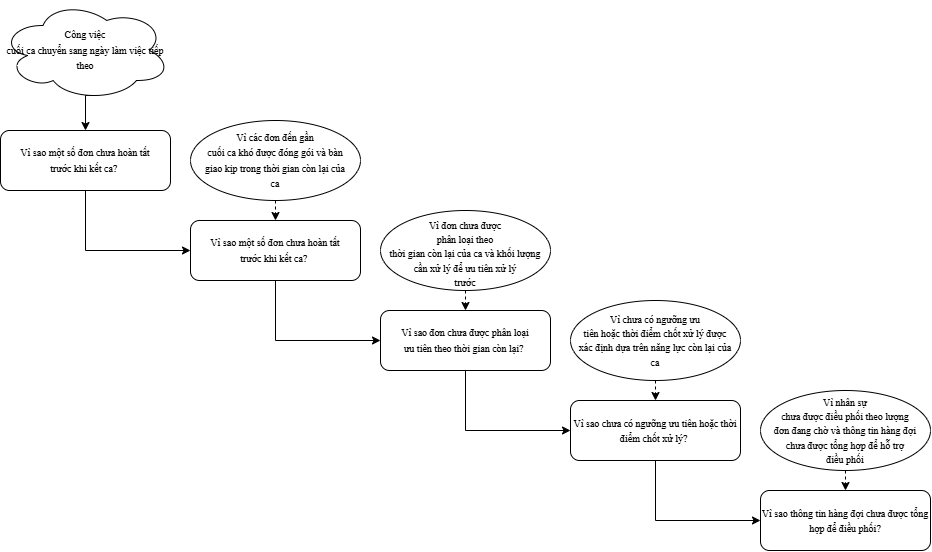 Công việc
cuối ca chuyển sang ngày làm việc tiếp
theo
Vì sao một số đơn chưa hoàn tất
trước khi kết ca?
Vì các đơn đến gần
cuối ca khó được đóng gói và bàn
giao kịp trong thời gian còn lại của
ca
Vì sao một số đơn chưa hoàn tất
trước khi kết ca?
Vì đơn chưa được
phân loại theo
thời gian còn lại của ca và khối lượng
cần xử lý để ưu tiên xử lý
trước
Vì sao đơn chưa được phân loại
ưu tiên theo thời gian còn lại?
Vì chưa có ngưỡng ưu
tiên hoặc thời điểm chốt xử lý được
xác định dựa trên năng lực còn lại của
ca
Vì sao chưa có ngưỡng ưu tiên hoặc thời
điểm chốt xử lý?
Vì nhân sự
chưa được điều phối theo lượng
đơn đang chờ và thông tin hàng đợi
chưa được tổng hợp để hỗ trợ
điều phối
Vì sao thông tin hàng đợi chưa được tổng
hợp để điều phối?